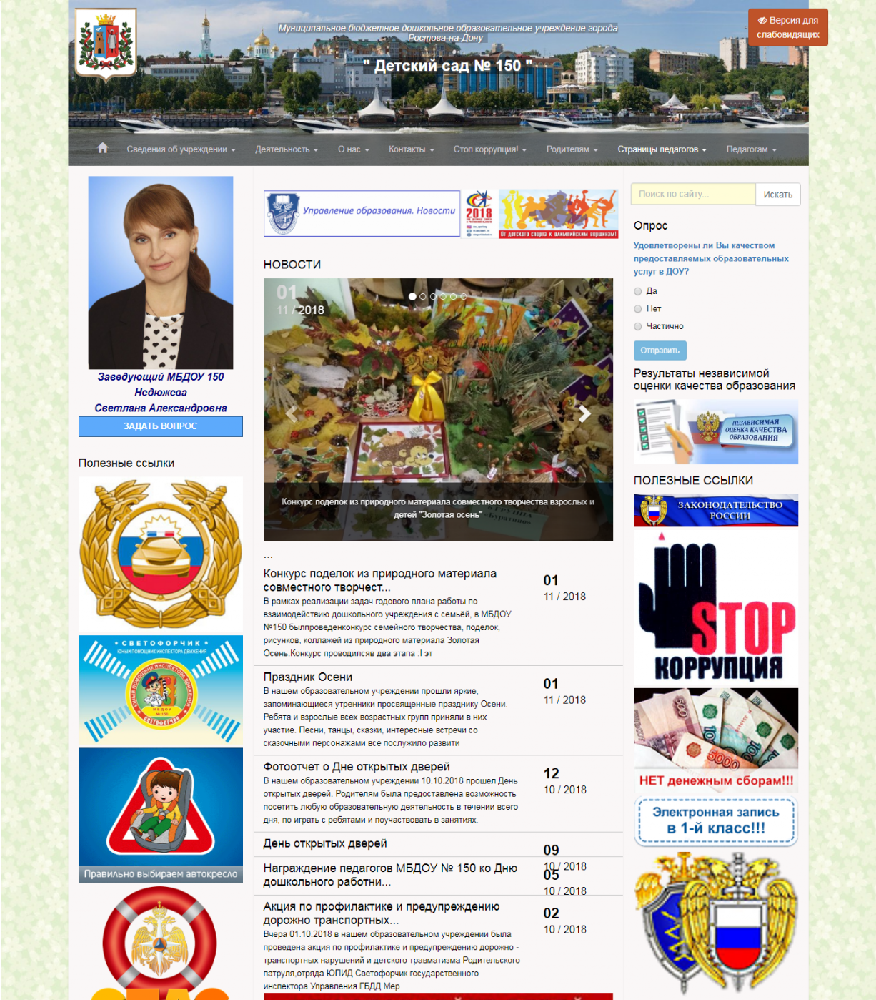 Муниципальное бюджетное дошкольное образовательное учреждение города
Ростова-на-Дону
" Детский сад № 150 "
Версия для
слабовидящих
Сведения об учреждении
Деятельность
О нас
Контакты
Стоп коррупция!
Родителям
Страницы педагогов
Педагогам
Заведующий МБДОУ 150
Недюжева
Светлана Александровна
ЗАДАТЬ ВОПРОС
Полезные ссылки
• СВЕТОФОРЧИК •
ЮНЫЙ ПОМОЩНИК ИНСПЕКТОРА ДВИЖЕНИЯ
СВЕТОФОРЧИК
Правильно выбираем автокресло
Управление образования. Новости
2018
От детского спорта к олимпийским вершинам!
НОВОСТИ
01
11 / 2018
Конкурс поделок из природного материала совместного творчества взрослых и
детей "Золотая осень"
...
Конкурс поделок из природного материала
совместного творчест...
01
11 / 2018
В рамках реализации задач годового плана работы по
взаимодействию дошкольного учреждения с семьёй, в МБДОУ
№150 былпроведенконкурс семейного творчества, поделок,
рисунков, коллажей из природного материала Золотая
Осень.Конкурс проводилсяв два этапа :I эт
Праздник Осени
01
11 / 2018
В нашем образовательном учреждении прошли яркие,
запоминающиеся утренники просвященные празднику Осени.
Ребята и взрослые всех возрастных групп приняли в них
участие. Песни, танцы, сказки, интересные встречи со
сказочными персонажами все послужило развити
Фотоотчет о Дне открытых дверей
12
10 / 2018
В нашем образовательном учреждении 10.10.2018 прошел День
открытых дверей. Родителям была предоставлена возможность
посетить любую образовательную деятельность в течении всего
дня, по играть с ребятами и поучаствовать в занятиях.
День открытых дверей
09
10 / 2018
Награждение педагогов МБДОУ № 150 ко Дню
дошкольного работни...
05
10 / 2018
Акция по профилактике и предупреждению
дорожно транспортных...
02
10 / 2018
Вчера 01.10.2018 в нашем образовательном учреждении была
проведена акция по профилактике и предупреждению дорожно -
транспортных нарушений и детского травматизма Родительского
патруля,отряда ЮПИД Светофорчик государственного
инспектора Управления ГБДД Мер
Поиск по сайту...
Искать
Опрос
Удовлетворены ли Вы качеством
предоставляемых образовательных
услуг в ДОУ?
Да
Нет
Частично
Отправить
Результаты независимой
оценки качества образования
НЕЗАВИСИМАЯ
ОЦЕНКА КАЧЕСТВА
ОБРАЗОВАНИЯ
ПОЛЕЗНЫЕ ССЫЛКИ
ЗАКОНОДАТЕЛЬСТВО
РОССИИ
STOP
КОРРУПЦИЯ
НЕТ денежным сборам!!!
Электронная запись
в 1-й класс!!!